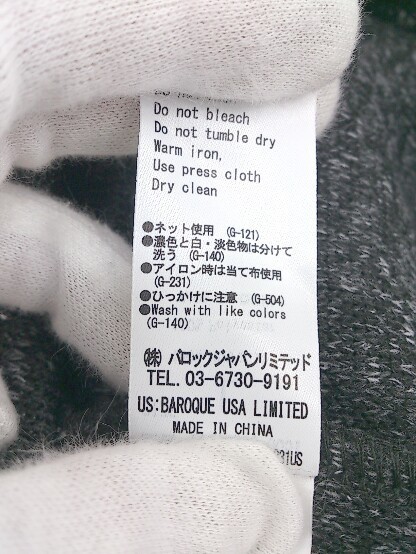 Do not bleach
Do not tumble dry
Warm iron,
Use press cloth
Dry clean
●ネット使用 (G-121)
●濃色と白・淡色物は分けて
洗う (G-140)
●アイロン時は当て布使用
(G-231)
●ひっかけに注意 (G-504)
●Wash with like colors
(G-140)
㈱ バロックジャパンリミテッド
TEL. 03-6730-9191
US:BAROQUE USA LIMITED
MADE IN CHINA